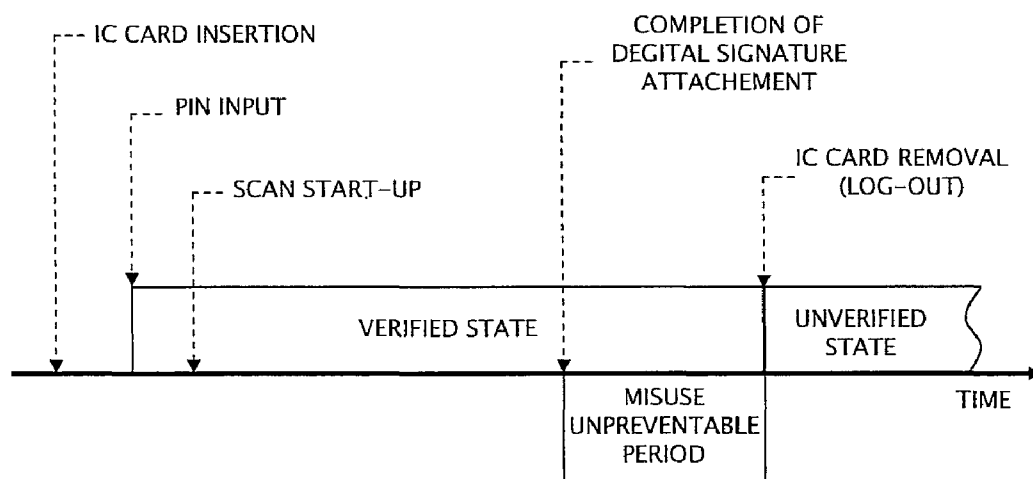 IC CARD INSERTION
COMPLETION OF
DEGITAL SIGNATURE
ATTACHEMENT
PIN INPUT
IC CARD REMOVAL
(LOG-OUT)
SCAN START-UP
VERIFIED STATE
UNVERIFIED
STATE
TIME
MISUSE
UNPREVENTABLE
PERIOD